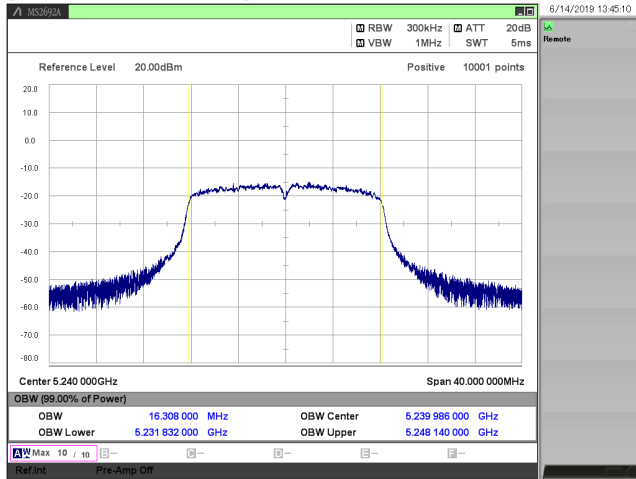 MS2692A
6/14/2019 13:45:10
RBW 300kHz ATT 20dB
VBW 1MHz SWT 5ms
Remote
Reference Level 20.00dBm Positive 10001 points
20.0
10.0
0.0
-10.0
-20.0
-30.0
-40.0
-50.0
-60.0
-70.0
-80.0
Center 5.240 000GHz Span 40.000 000MHz
OBW (99.00% of Power)
OBW 16.308 000 MHz OBW Center 5.239 986 000 GHz
OBW Lower 5.231 832 000 GHz OBW Upper 5.248 140 000 GHz
A W Max 10 / 10 B- C- D- E- F-
Ref.Int Pre-Amp Off